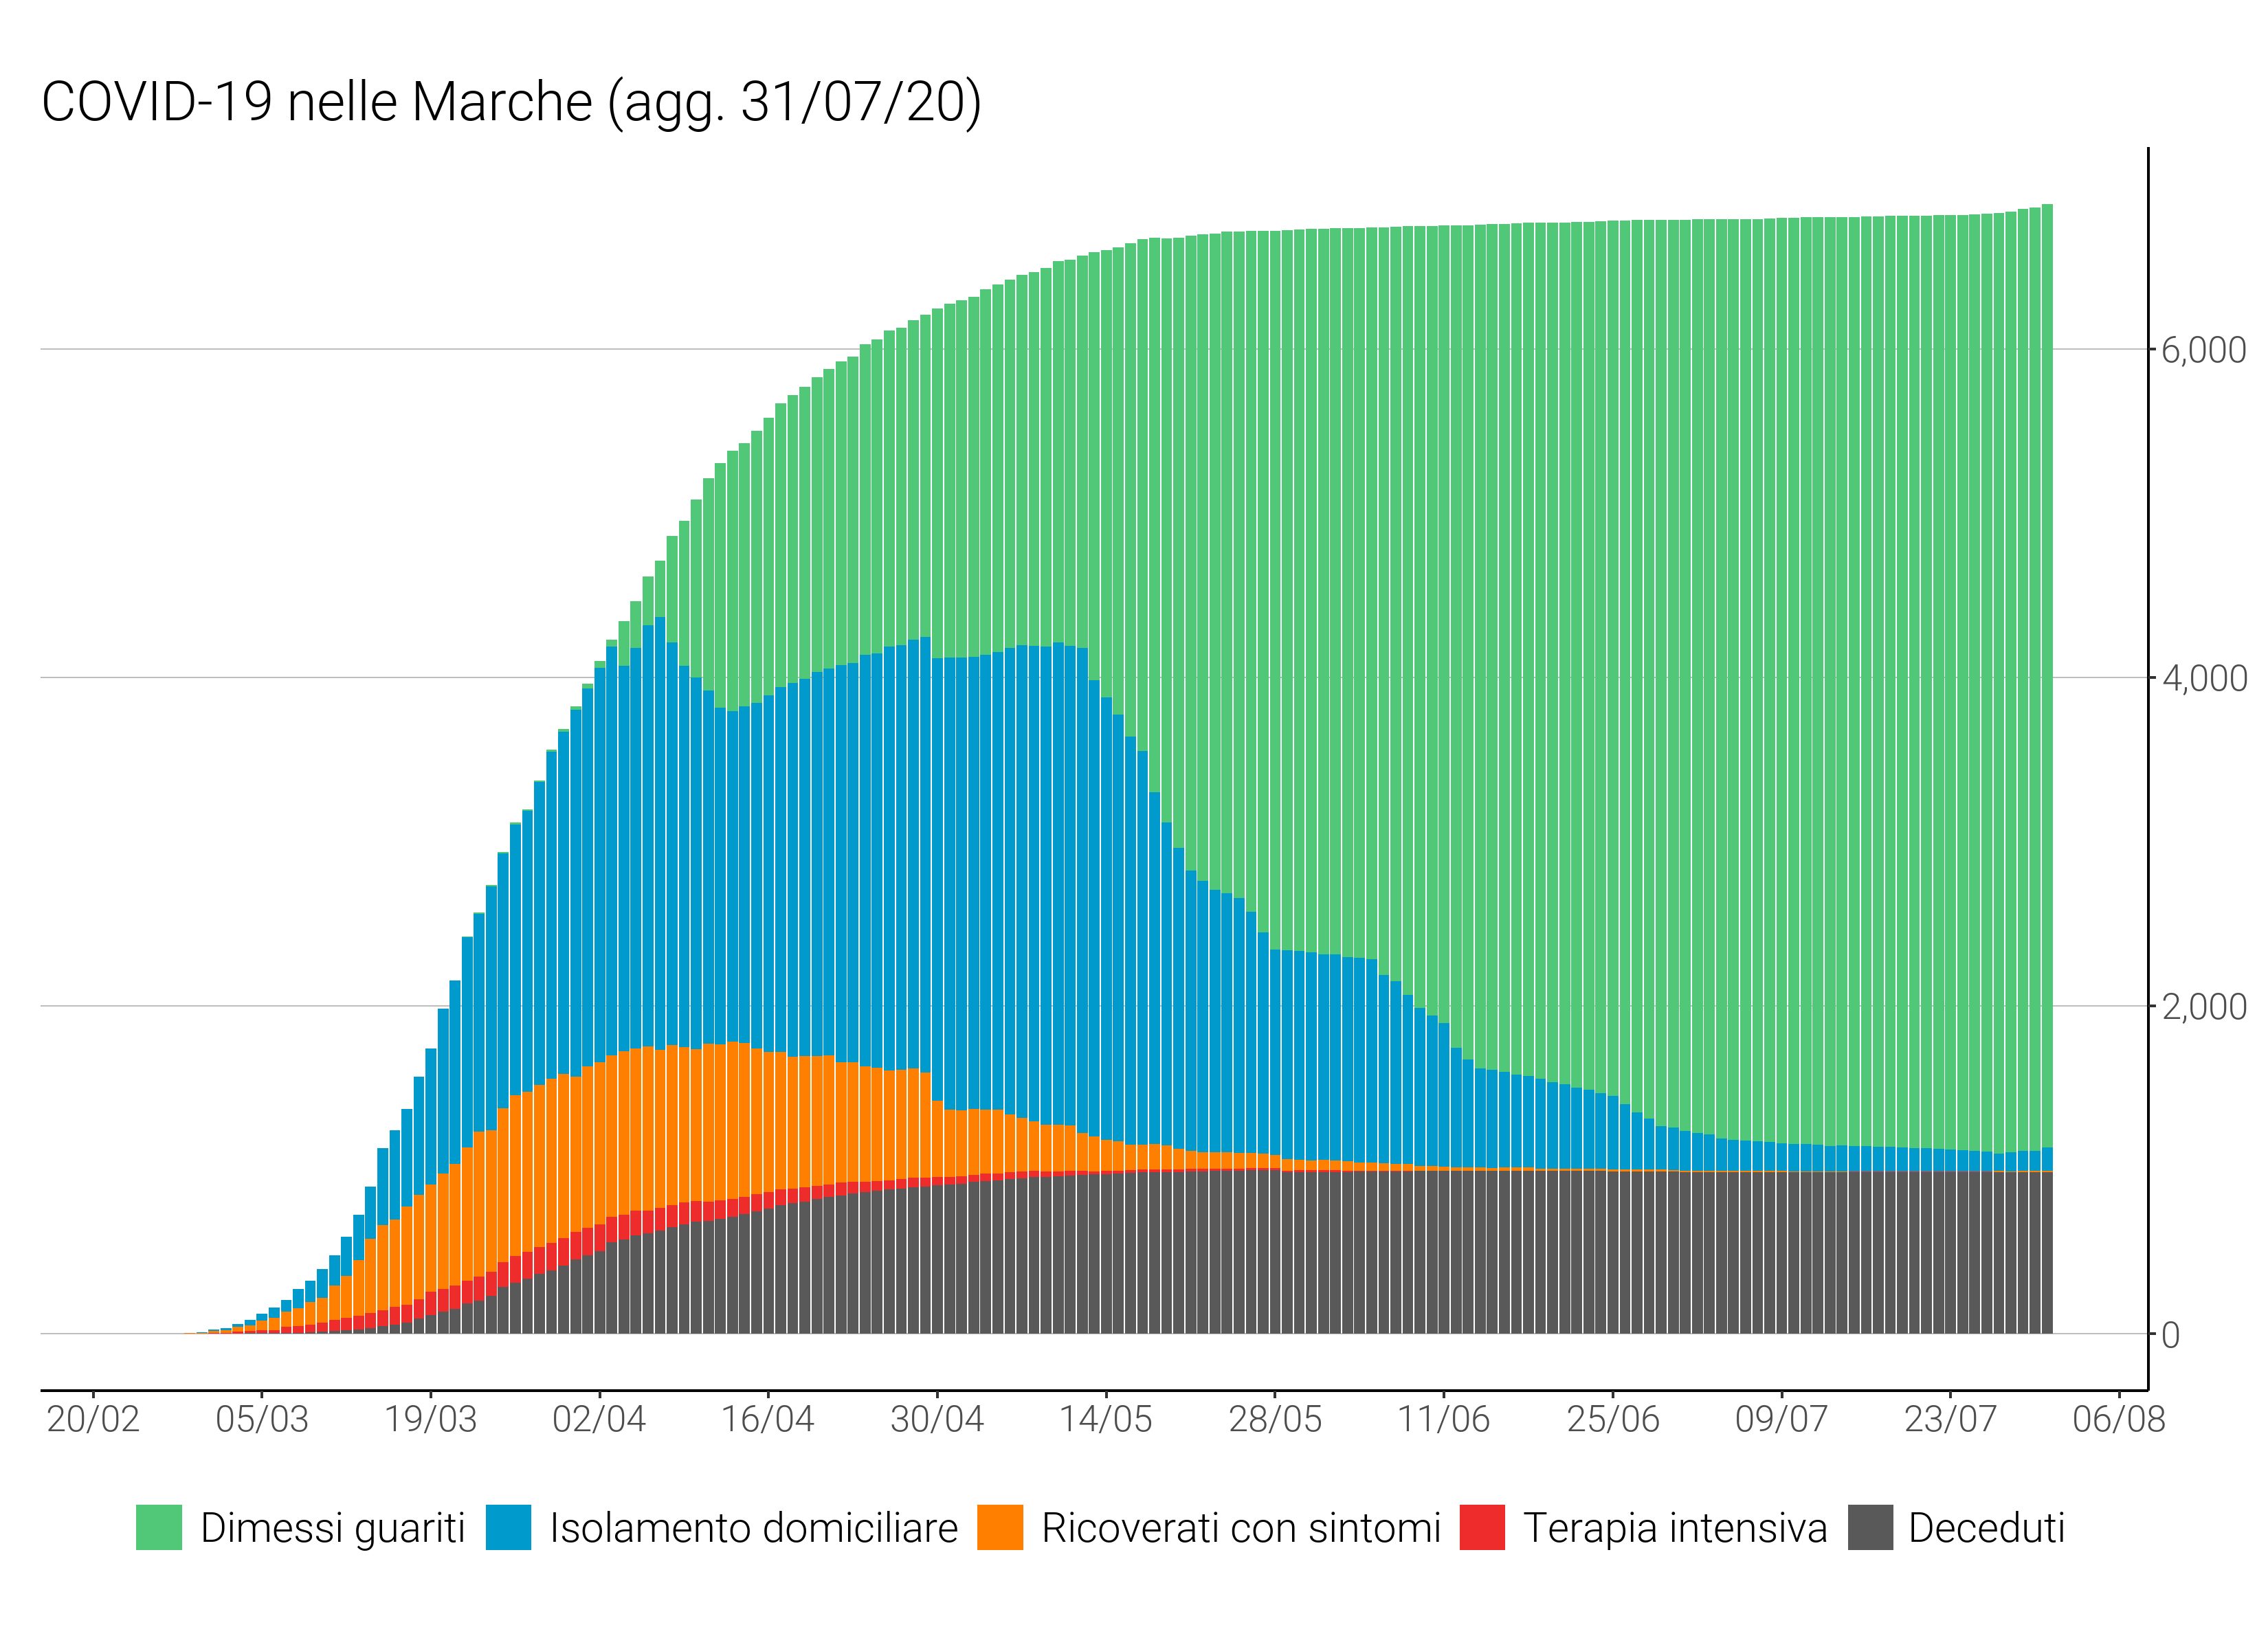 COVID-19 nelle Marche (agg. 31/07/20)
6,000
4,000
2,000
0
20/02 05/03 19/03 02/04 16/04 30/04 14/05 28/05 11/06 25/06 09/07 23/07 06/08
Dimessi guariti Isolamento domiciliare Ricoverati con sintomi Terapia intensiva Deceduti